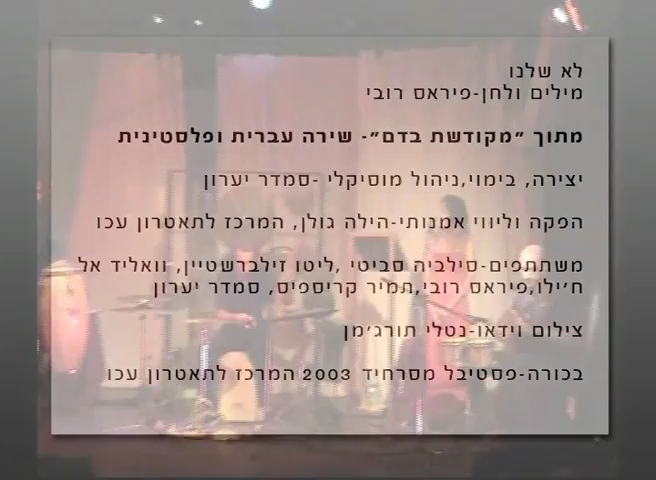 לא שלנו
מילים ולחן-פיראס רובי
מתוך "מקודשת בדם"- שירה עברית ופלסטינית
יצירה, בימוי,ניהול מוסיקלי -סמדר יערון
הפקה וליווי אמנותי-הילה גולן, המרכז לתאטרון עכו
משתתפים-סילביה סביטי ,ליטו זילברשטיין, וואליד אל
ח'ילו,פיראס רובי,תמיר קריספיס, סמדר יערון
צילום וידאו-נטלי תורג'מן
בכורה-פסטיבל מסרחיד 2003 המרכז לתאטרון עכו